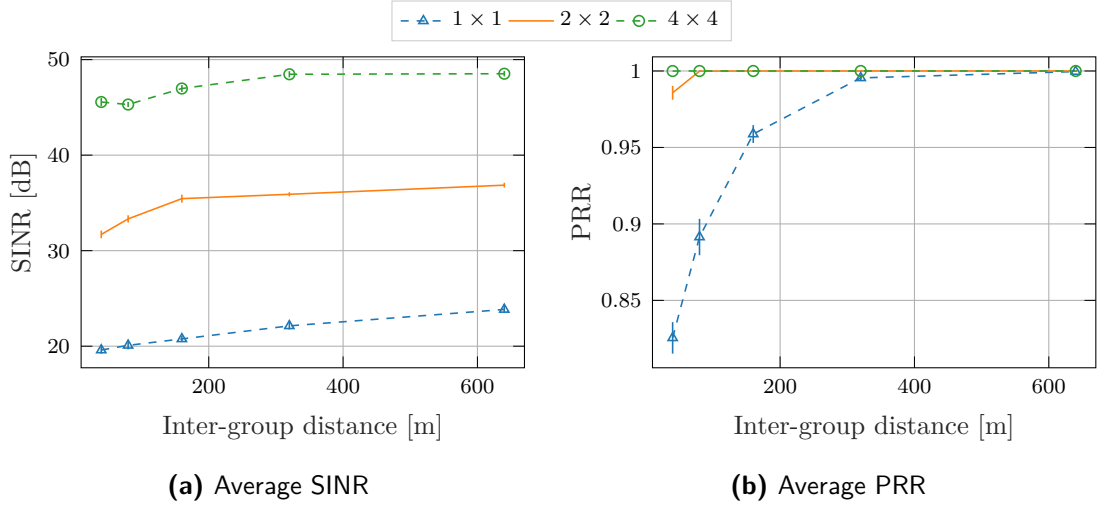 1 × 1 2 × 2 4 × 4
50
40
30
20
SINR [dB]
200 400 600
Inter-group distance [m]
(a) Average SINR
1
0.95
0.9
0.85
PRR
200 400 600
Inter-group distance [m]
(b) Average PRR